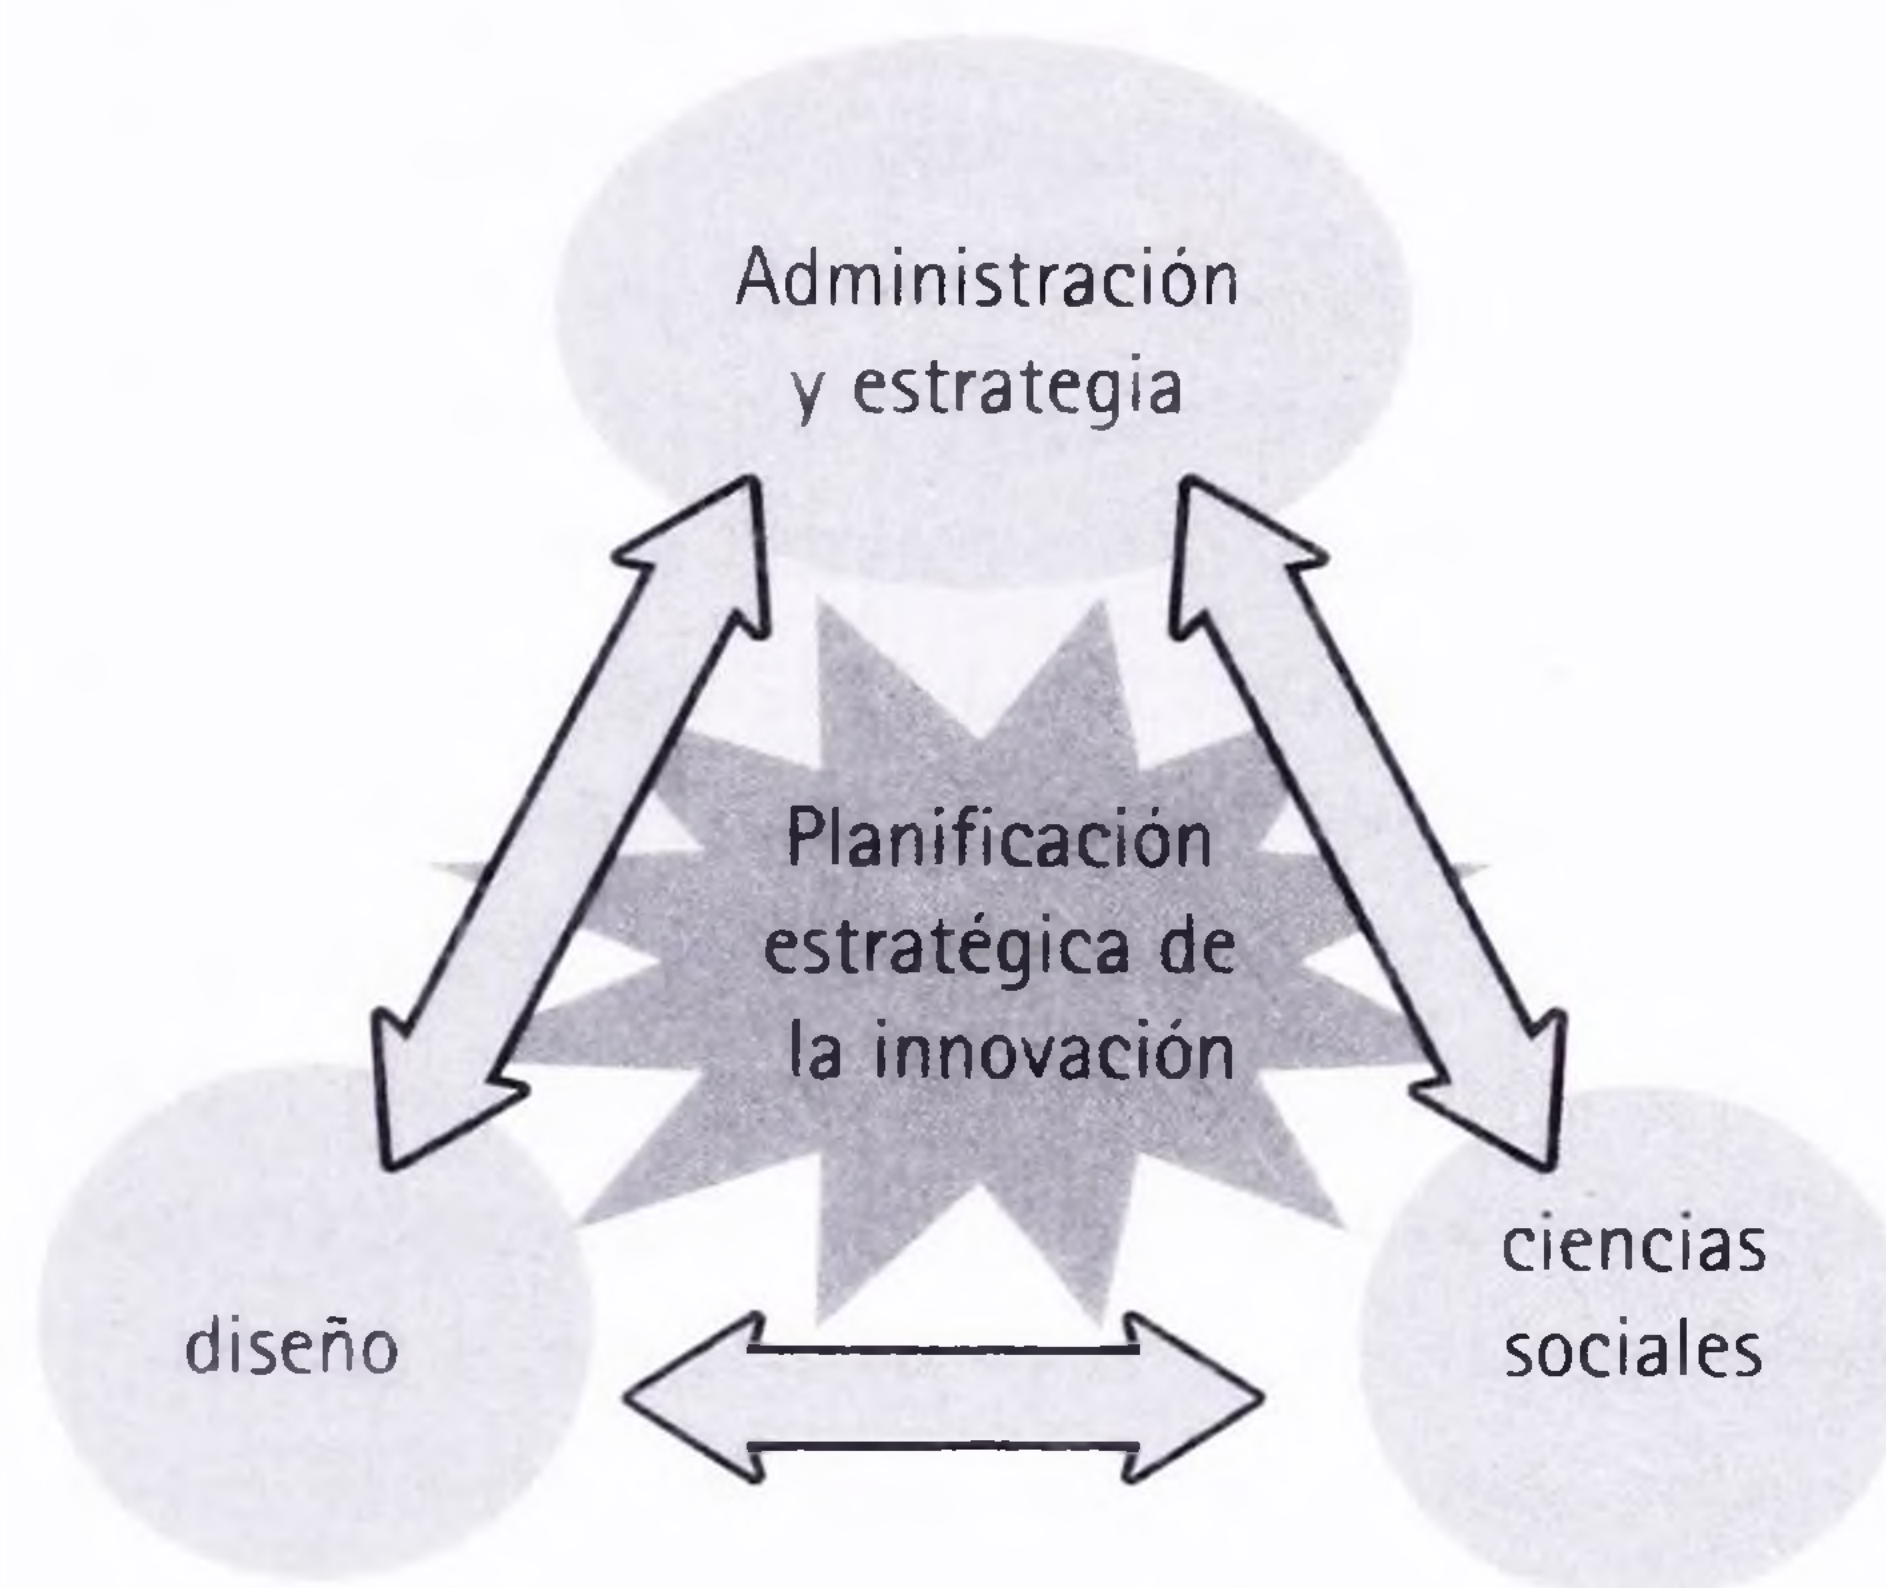 Administración
y estrategia
Planificación
estratégica de
la innovación
diseño
ciencias
sociales